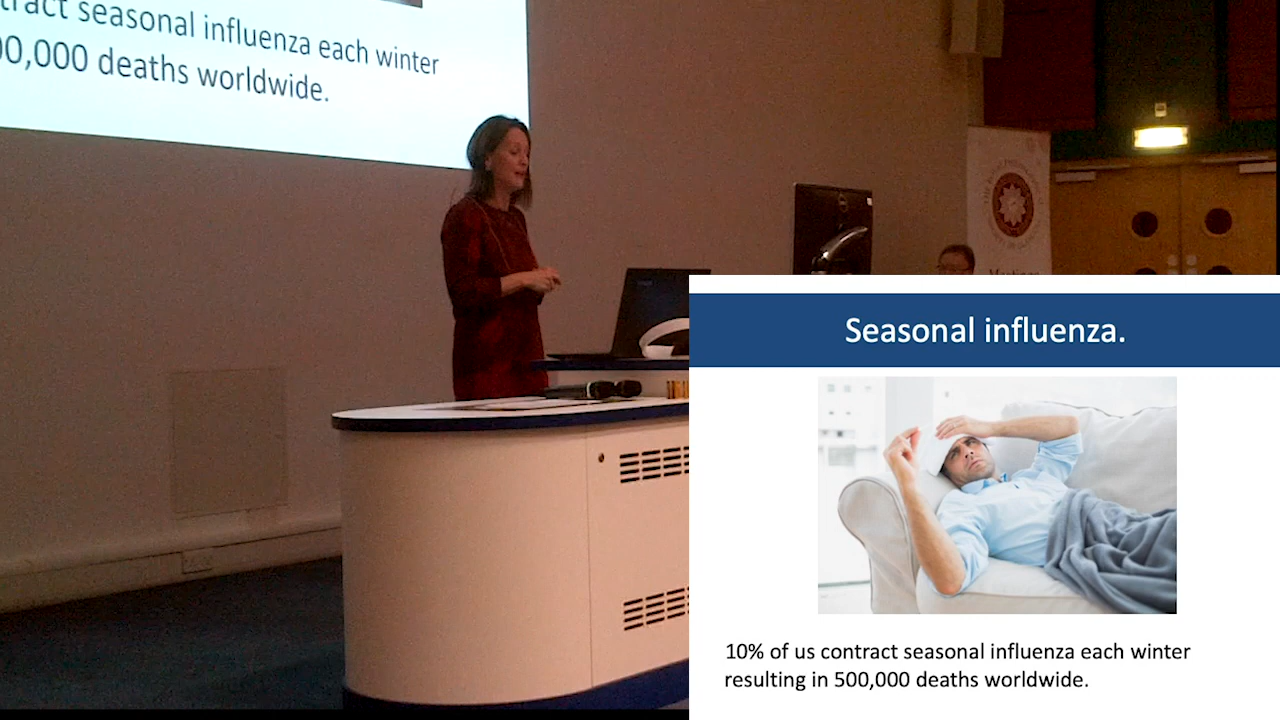 tract seasonal influenza each winter
00,000 deaths worldwide.
Seasonal influenza.
10% of us contract seasonal influenza each winter
resulting in 500,000 deaths worldwide.